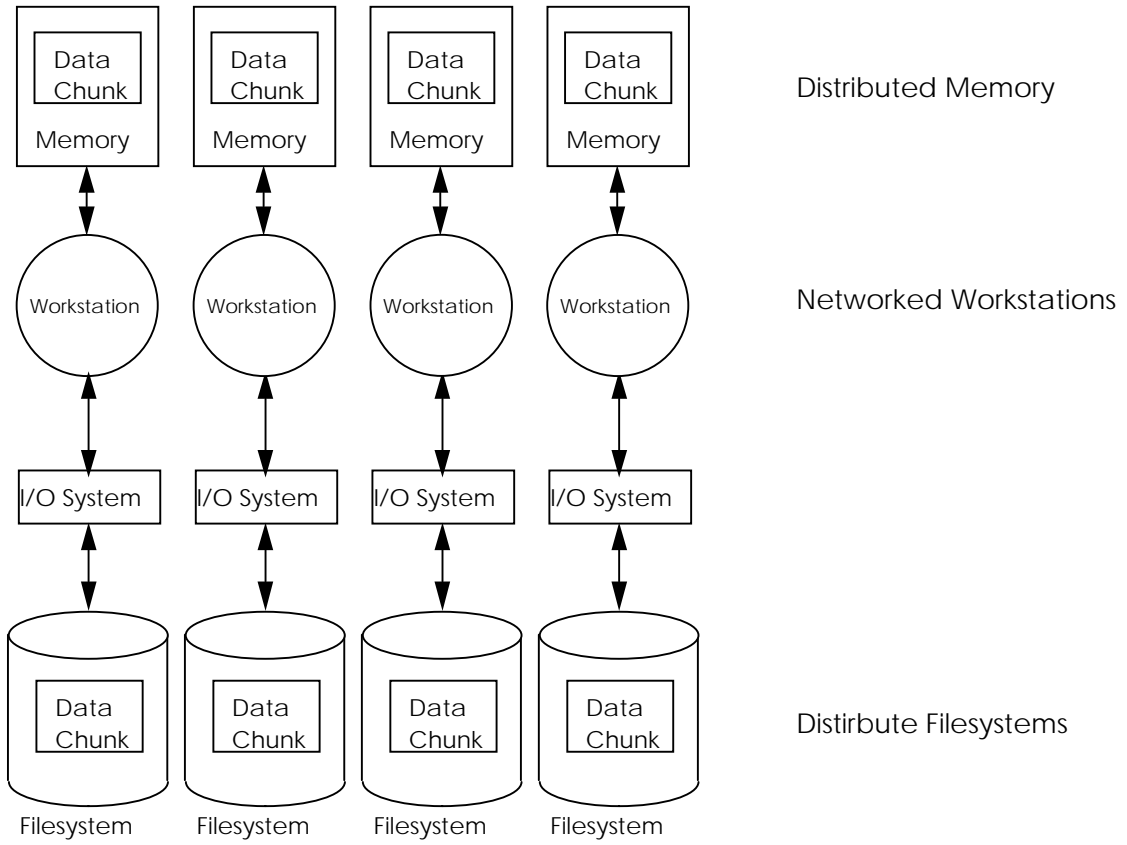 Data Data Data Data
Chunk Chunk Chunk Chunk
Distributed Memory
Memory Memory Memory Memory
Workstation Workstation Workstation Workstation
Networked Workstations
I/O System I/O System I/O System I/O System
Data Data Data Data
Chunk Chunk Chunk Chunk
Distirbute Filesystems
Filesystem Filesystem Filesystem Filesystem